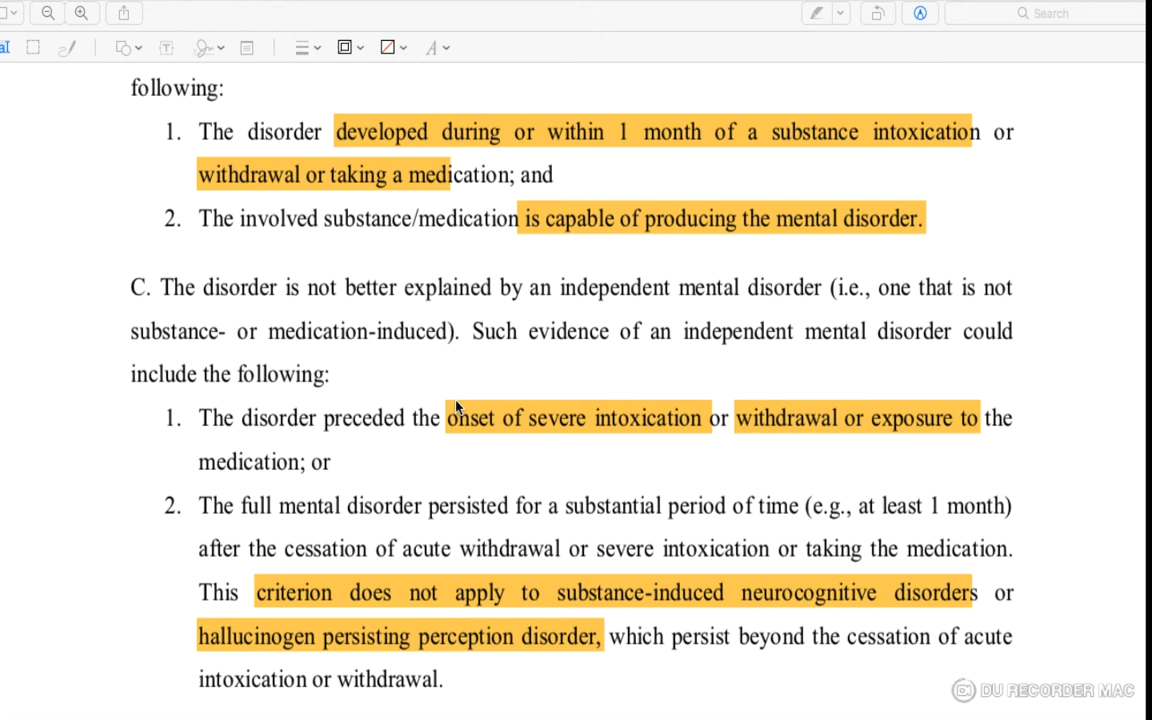 Search
following:
1. The disorder developed during or within 1 month of a substance intoxication or
withdrawal or taking a medication; and
2. The involved substance/medication is capable of producing the mental disorder.
C. The disorder is not better explained by an independent mental disorder (i.e., one that is not
substance- or medication-induced). Such evidence of an independent mental disorder could
include the following:
1. The disorder preceded the onset of severe intoxication or withdrawal or exposure to the
medication; or
2. The full mental disorder persisted for a substantial period of time (e.g., at least 1 month)
after the cessation of acute withdrawal or severe intoxication or taking the medication.
This criterion does not apply to substance-induced neurocognitive disorders or
hallucinogen persisting perception disorder, which persist beyond the cessation of acute
intoxication or withdrawal.
DU RECORDER MAC